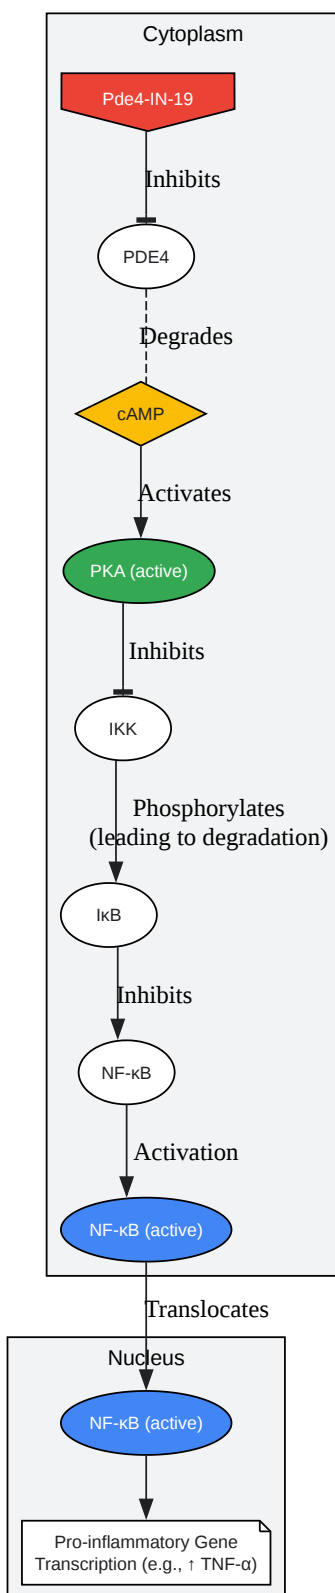 Cytoplasm
Pde4-IN-19
Inhibits
PDE4
Degrades
cAMP
Activates
PKA (active)
Inhibits
IKK
Phosphorylates
(leading to degradation)
IκB
Inhibits
NF-κB
Activation
NF-κB (active)
Translocates
Nucleus
NF-κB (active)
Pro-inflammatory Gene
Transcription (e.g., ↑ TNF-α)